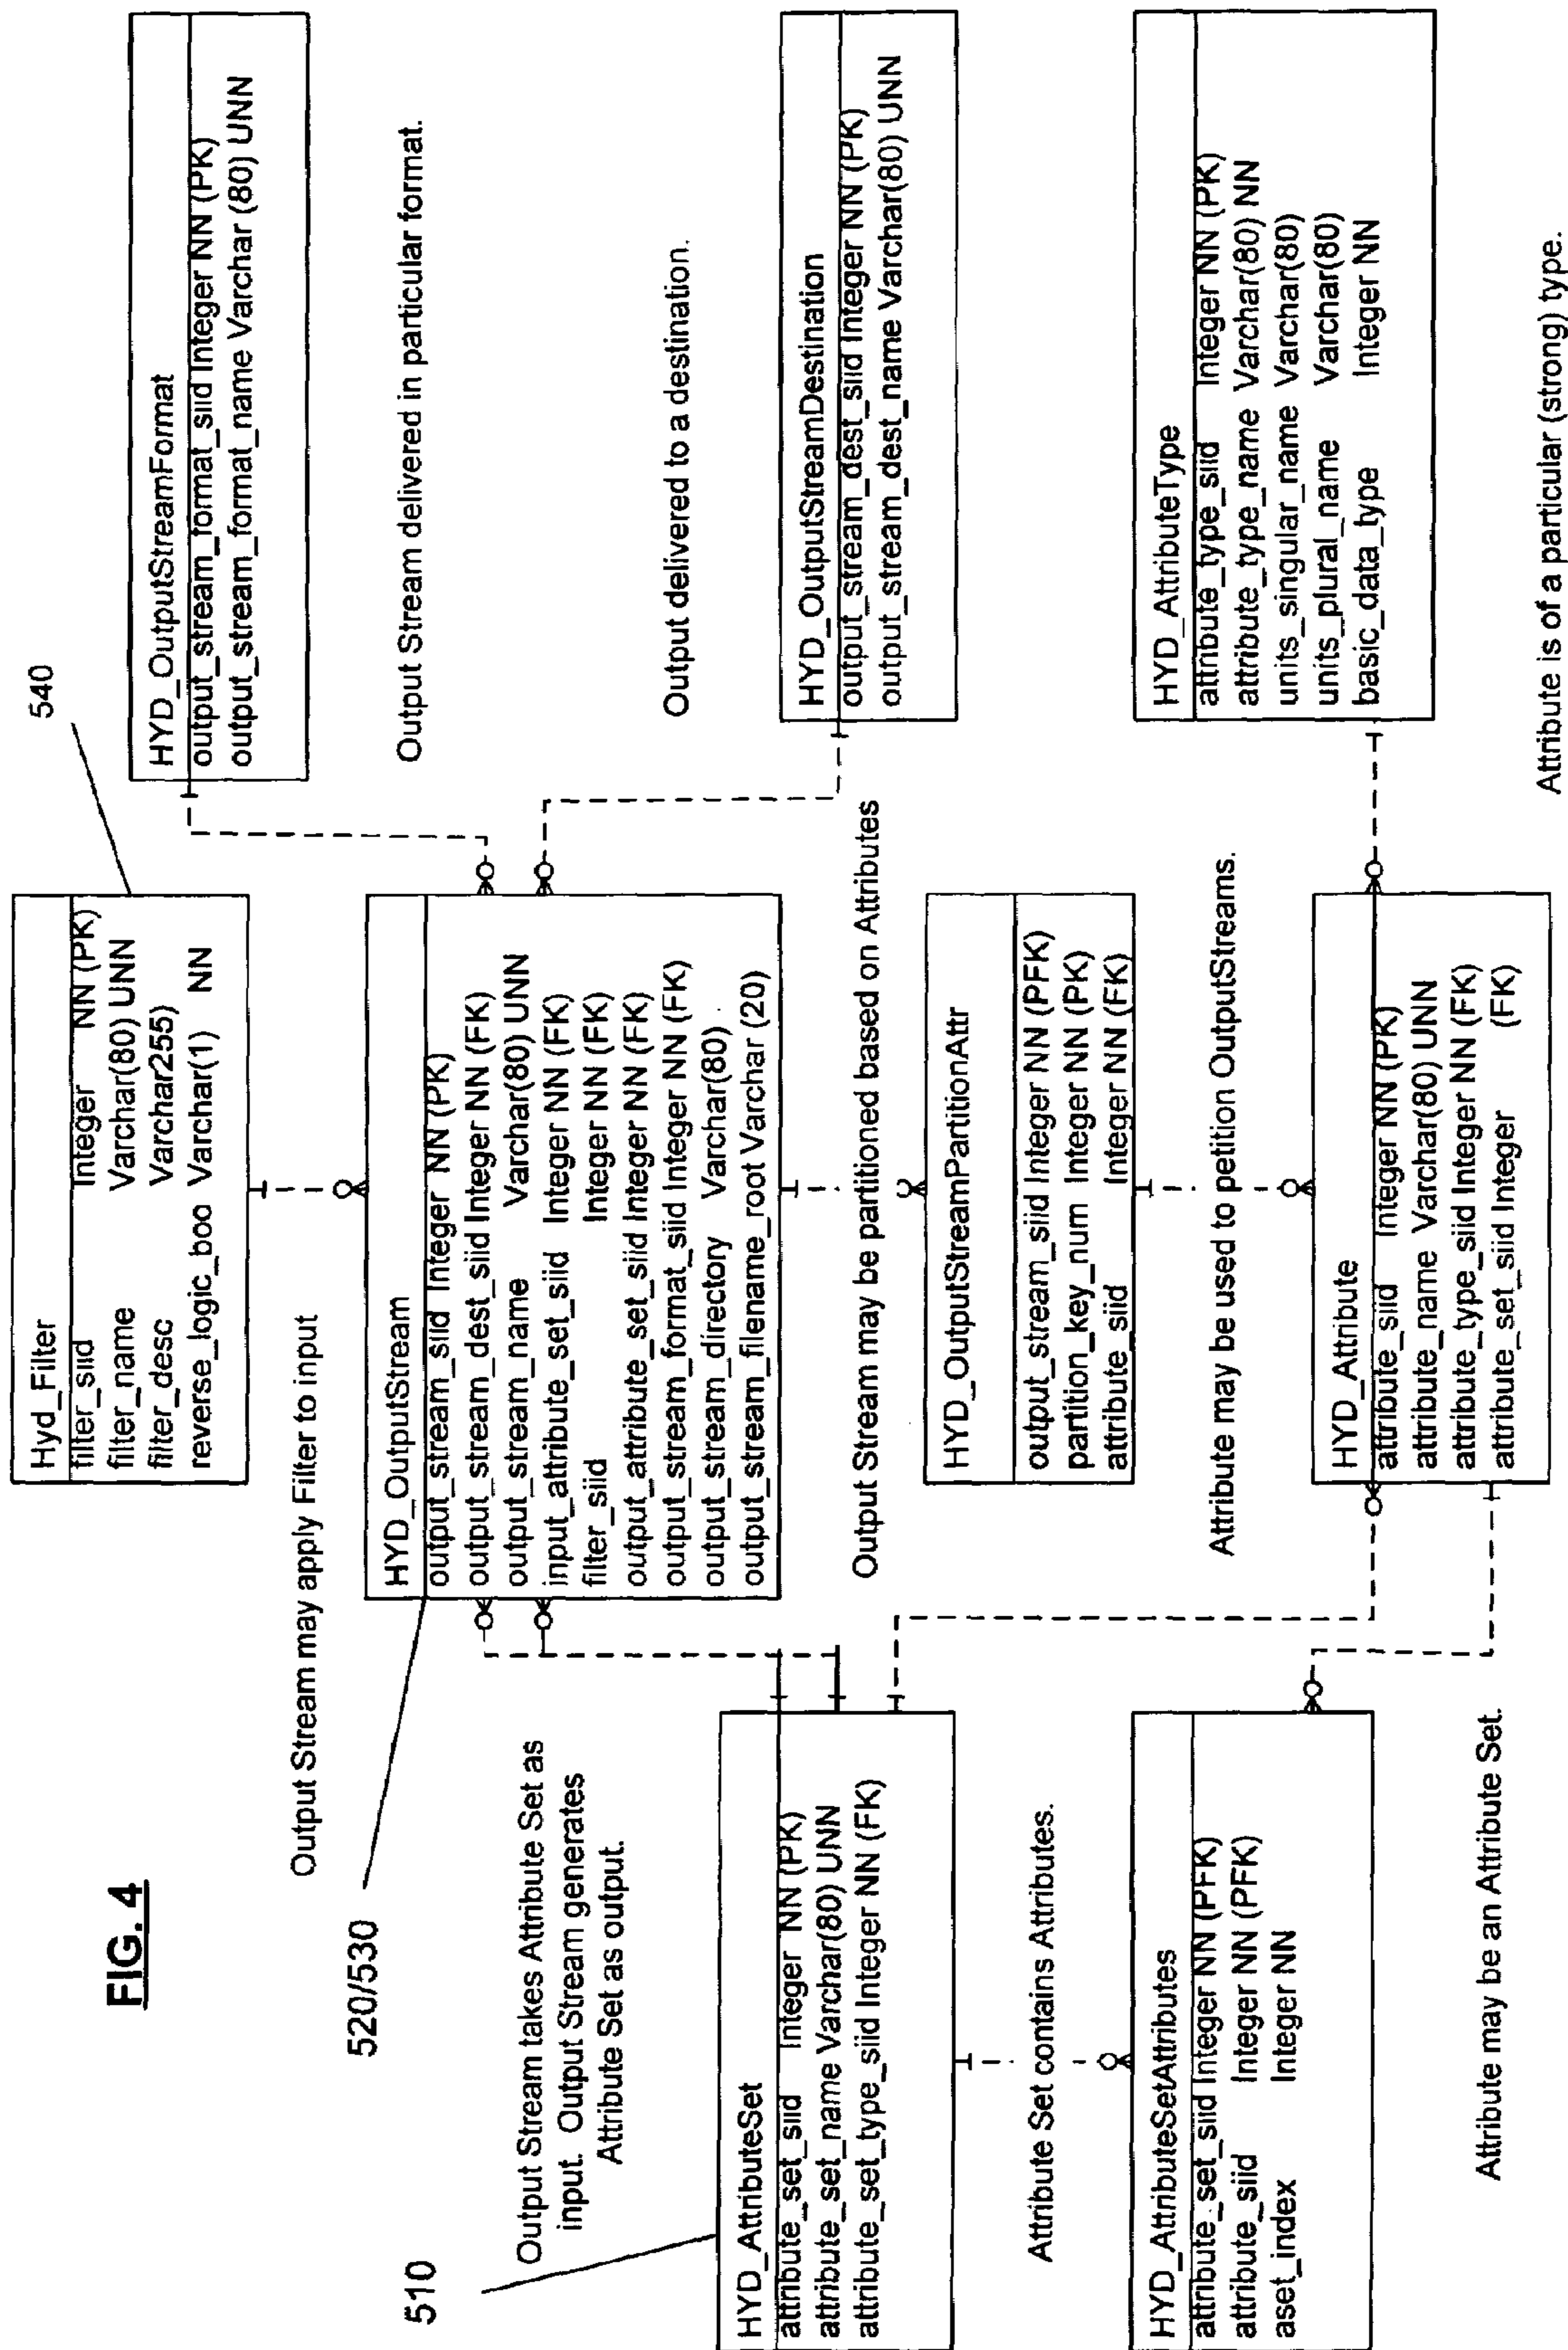 FIG. 4
540
Hyd_Filter
filter_siid Integer NN (PK)
filter_name Varchar(80) UNN
filter_desc Varchar255)
reverse_logic_boo Varchar(1) NN
HYD_OutputStreamFormat
output_stream_format_siid Integer NN (PK)
output_stream_format_name Varchar (80) UNN
Output Stream may apply Filter to input
Output Stream delivered in particular format.
520/530
HYD_OutputStream
output_stream_siid Integer NN (PK)
output_stream_dest_siid Integer NN (FK)
output_stream_name Varchar(80) UNN
input_attribute_set_siid Integer NN (FK)
filter_siid Integer NN (FK)
output_attribute_set_siid Integer NN (FK)
output_stream_format_siid Integer NN (FK)
output_stream_directory Varchar(80)
output_stream_filename_root Varchar (20)
510
Output Stream takes Attribute Set as
input. Output Stream generates
Attribute Set as output.
Output delivered to a destination.
HYD_AttributeSet
attribute_set_siid Integer NN (PK)
attribute_set_name Varchar(80) UNN
attribute_set_type_siid Integer NN (FK)
Output Stream may be partitioned based on Attributes
HYD_OutputStreamDestination
output_stream_dest_siid Integer NN (PK)
output_stream_dest_name Varchar(80) UNN
HYD_OutputStreamPartitionAttr
output_stream_siid Integer NN (PFK)
partition_key_num Integer NN (PK)
attribute_siid Integer NN (FK)
Attribute Set contains Attributes.
Attribute may be used to petition OutputStreams.
HYD_AttributeSetAttributes
attribute_set_siid Integer NN (PFK)
attribute_siid Integer NN (PFK)
aset_index Integer NN
HYD_Attribute
attribute_siid Integer NN (PK)
attribute_name Varchar(80) UNN
attribute_type_siid Integer NN (FK)
attribute_set_siid Integer (FK)
HYD_AttributeType
attribute_type_siid Integer NN (PK)
attribute_type_name Varchar(80) NN
units_singular_name Varchar(80)
units_plural_name Varchar(80)
basic_data_type Integer NN
Attribute may be an Attribute Set.
Attribute is of a particular (strong) type.